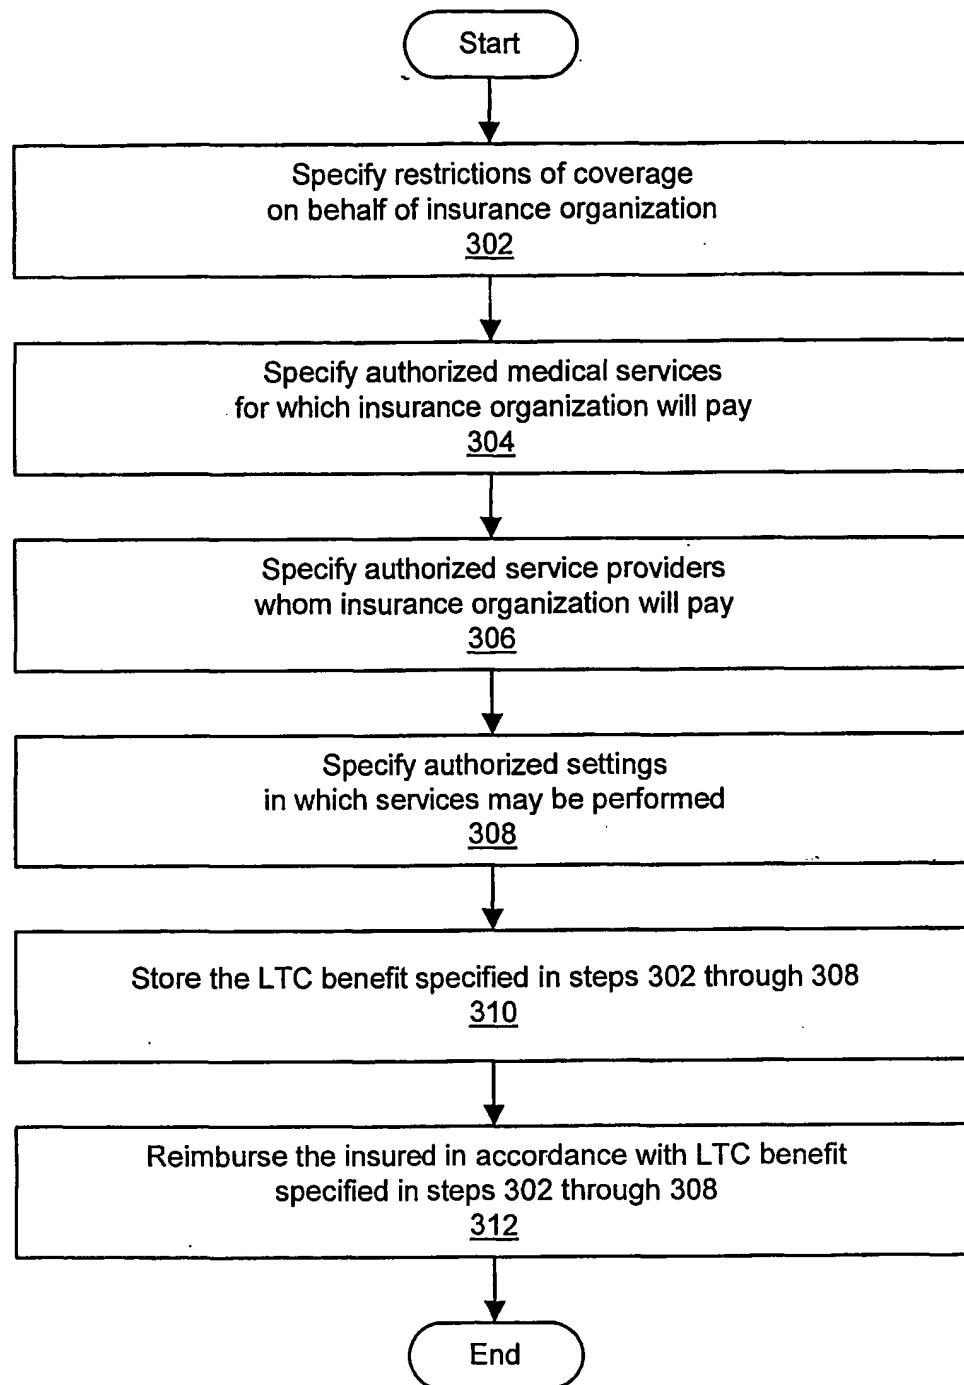 Start
Specify restrictions of coverage
on behalf of insurance organization
302
Specify authorized medical services
for which insurance organization will pay
304
Specify authorized service providers
whom insurance organization will pay
306
Specify authorized settings
in which services may be performed
308
Store the LTC benefit specified in steps 302 through 308
310
Reimburse the insured in accordance with LTC benefit
specified in steps 302 through 308
312
End